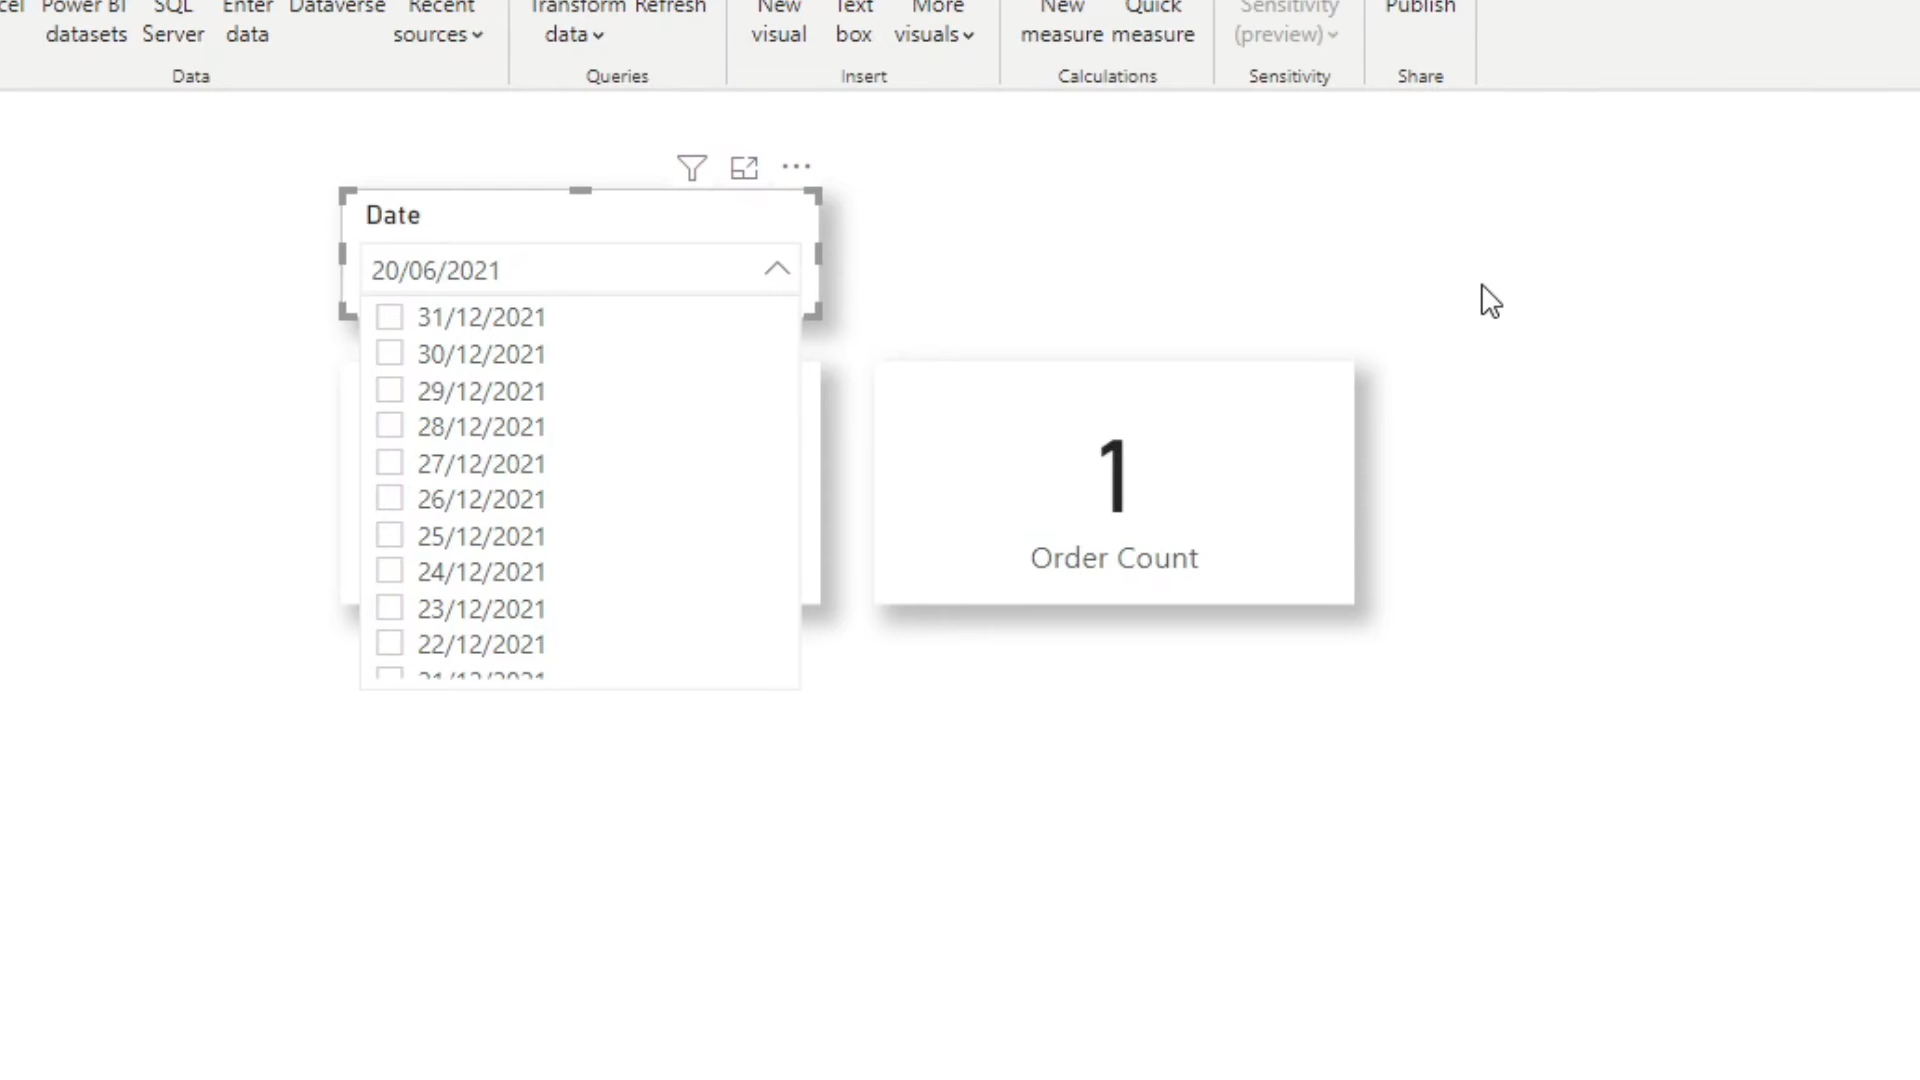 Power BI SQL Enter Dataverse Recent Transform Refresh New Text More New Quick Sensitivity Publish
datasets Server data sources data visual box visuals measure measure (preview)
Data Queries Insert Calculations Sensitivity Share
Date
20/06/2021
31/12/2021
30/12/2021
29/12/2021
28/12/2021
27/12/2021
26/12/2021
25/12/2021
24/12/2021
23/12/2021
22/12/2021
21/12/2021
1
Order Count